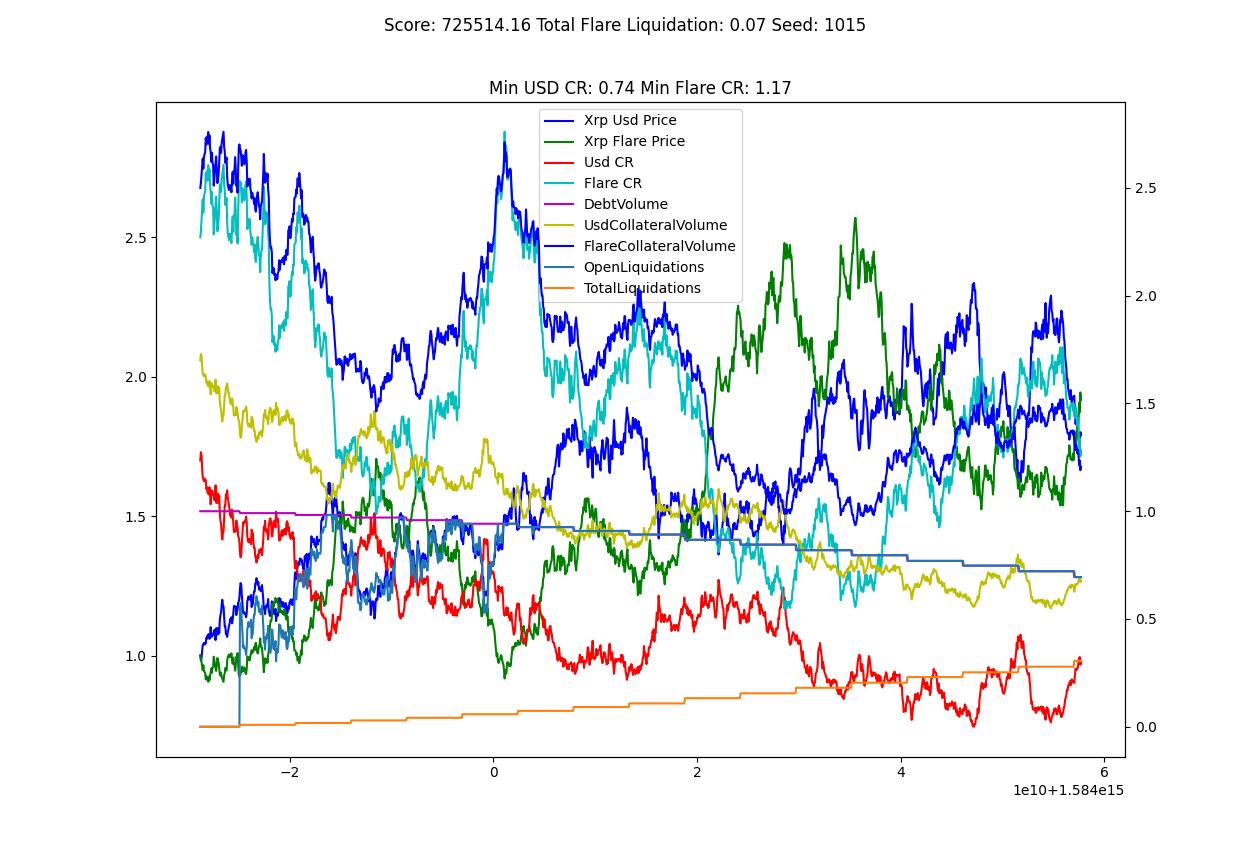 Score: 725514.16 Total Flare Liquidation: 0.07 Seed: 1015
Min USD CR: 0.74 Min Flare CR: 1.17
Xrp Usd Price
Xrp Flare Price
Usd CR
Flare CR
DebtVolume
UsdCollateralVolume
FlareCollateralVolume
OpenLiquidations
TotalLiquidations
2.5
2.0
1.5
1.0
2.5
2.0
1.5
1.0
0.5
0.0
−2
0
2
4
6
1e10+1.584e15